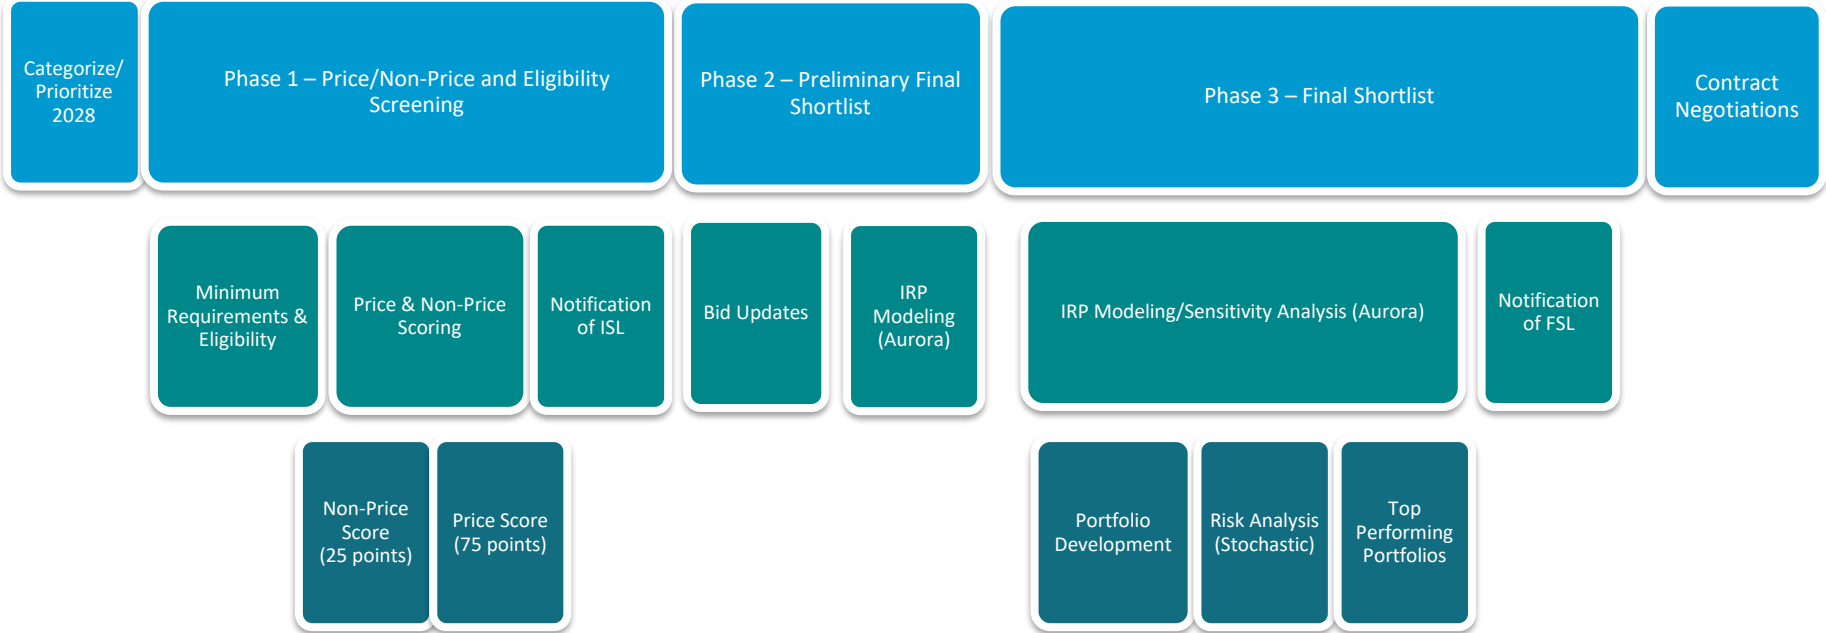 Categorize/
Prioritize
2028
Phase 1 – Price/Non-Price and Eligibility
Screening
Phase 2 – Preliminary Final
Shortlist
Phase 3 – Final Shortlist
Contract
Negotiations
Minimum
Requirements &
Eligibility
Price & Non-Price
Scoring
Notification
of ISL
Bid Updates
IRP
Modeling
(Aurora)
IRP Modeling/Sensitivity Analysis (Aurora)
Notification
of FSL
Non-Price
Score
(25 points)
Price Score
(75 points)
Portfolio
Development
Risk Analysis
(Stochastic)
Top
Performing
Portfolios